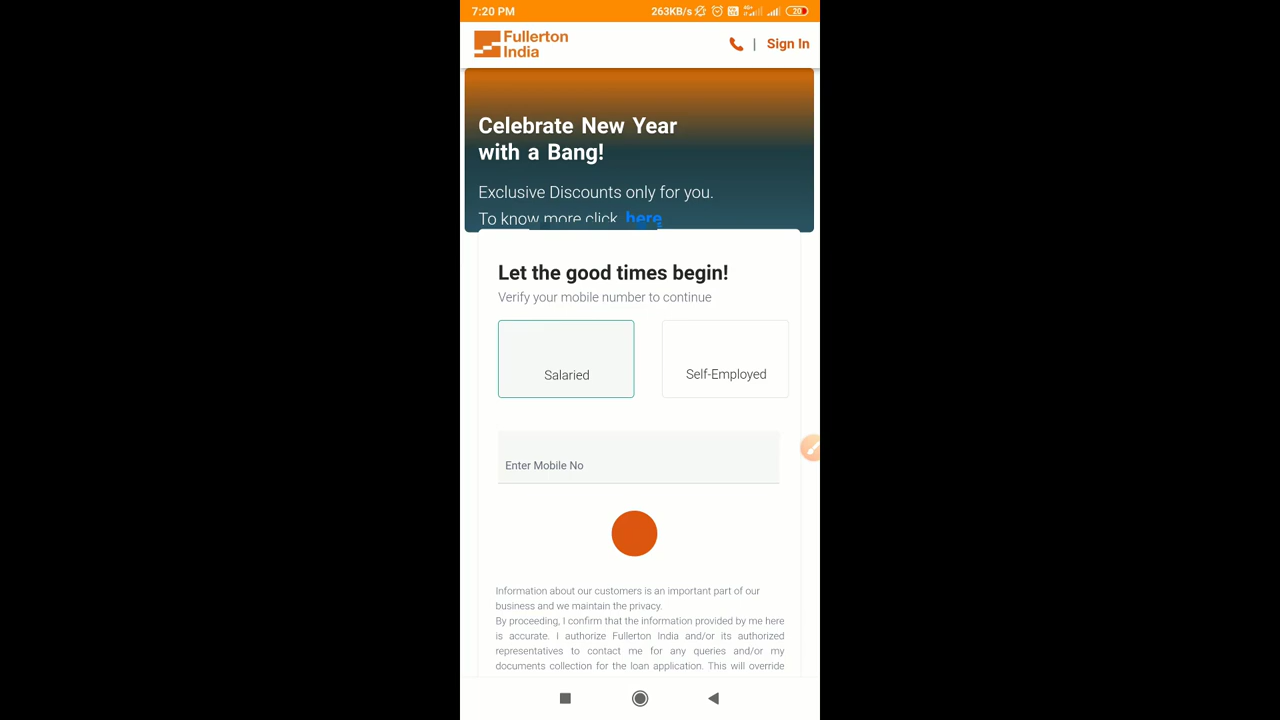 7:20 PM 263KB/s 4G+ 20
Fullerton
India
| Sign In
Celebrate New Year
with a Bang!
Exclusive Discounts only for you.
To know more click here
Let the good times begin!
Verify your mobile number to continue
Salaried Self-Employed
Enter Mobile No
Information about our customers is an important part of our
business and we maintain the privacy.
By proceeding, I confirm that the information provided by me here
is accurate. I authorize Fullerton India and/or its authorized
representatives to contact me for any queries and/or my
documents collection for the loan application. This will override